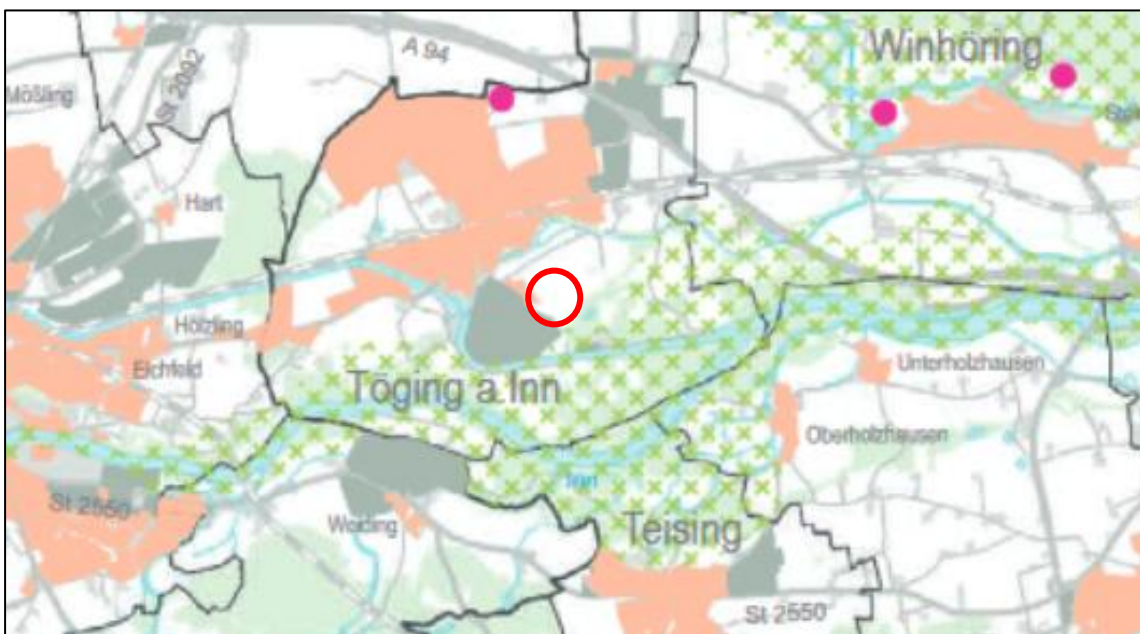 Winhöring
A 94
St 2092
Mößling
Hart
Hölzling
Eichfeld
Töging a.Inn
Unterholzhausen
Oberholzhausen
Inn
St 2550
Weiding
Teising
St 2550